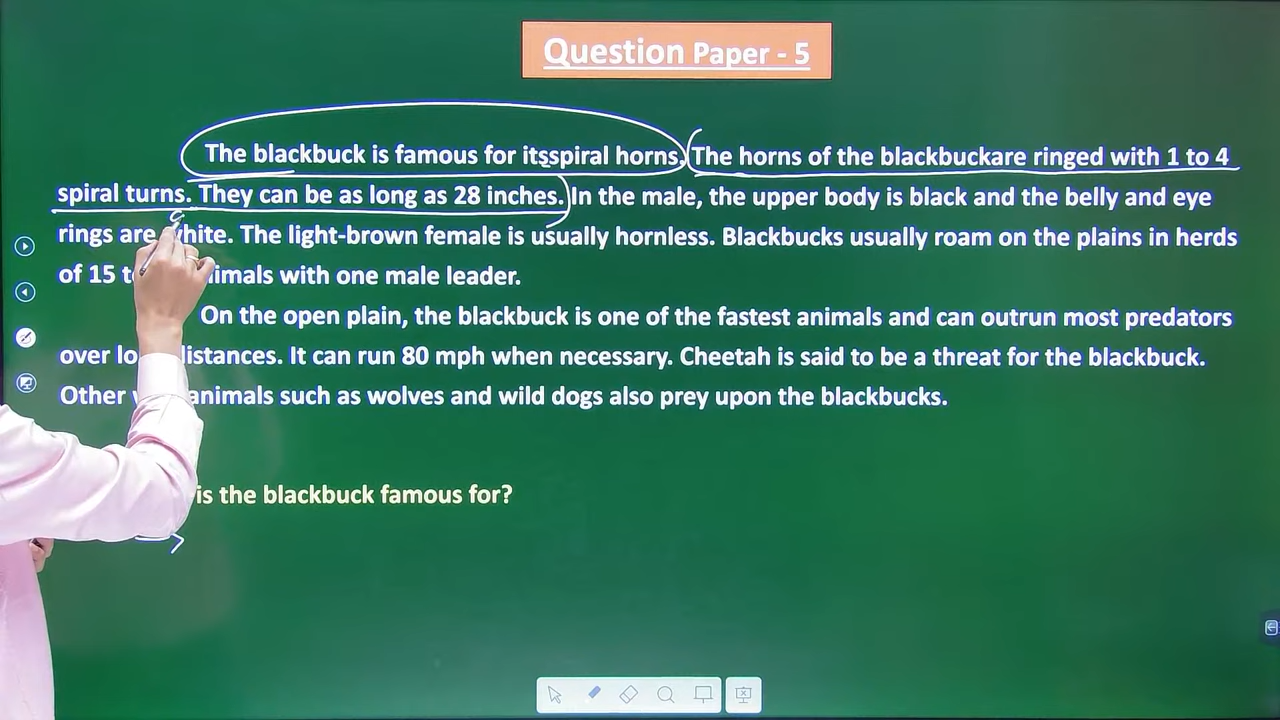 Question Paper - 5
The blackbuck is famous for itsspiral horns. The horns of the blackbuckare ringed with 1 to 4
spiral turns. They can be as long as 28 inches. In the male, the upper body is black and the belly and eye
rings are white. The light-brown female is usually hornless. Blackbucks usually roam on the plains in herds
of 15 animals with one male leader.
On the open plain, the blackbuck is one of the fastest animals and can outrun most predators
over distances. It can run 80 mph when necessary. Cheetah is said to be a threat for the blackbuck.
Other animals such as wolves and wild dogs also prey upon the blackbucks.
is the blackbuck famous for?